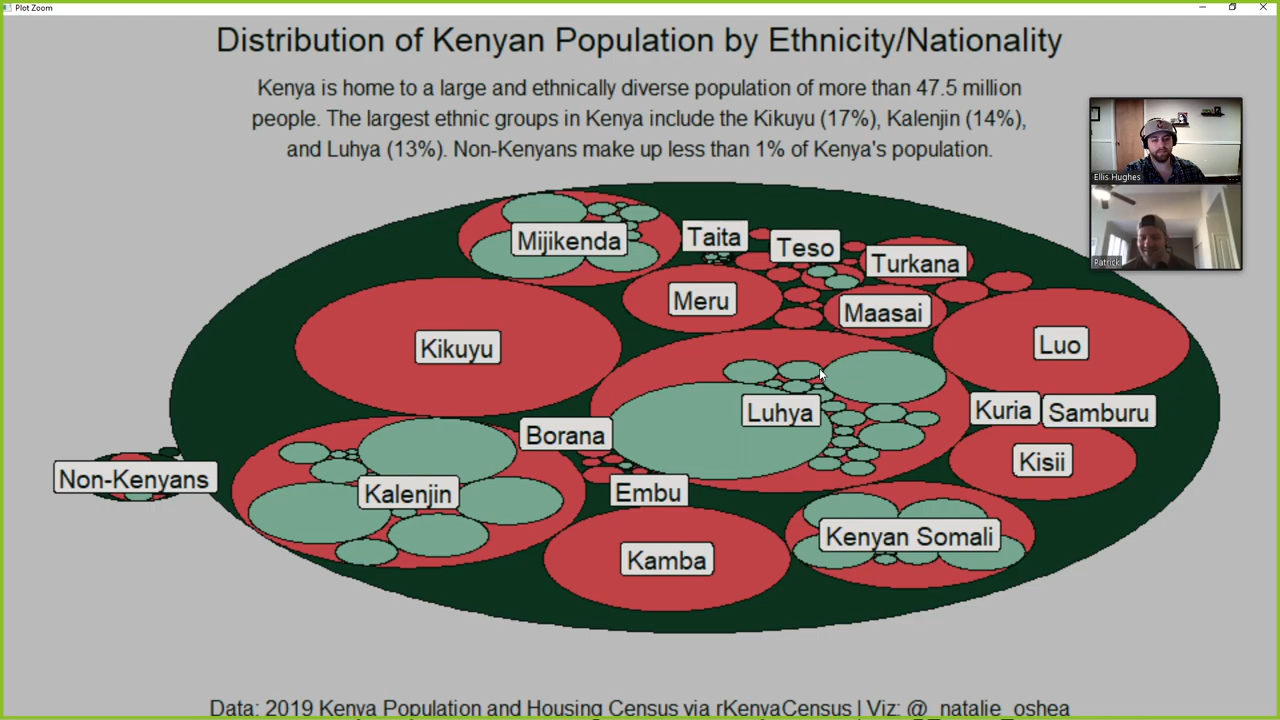 Plot Zoom
Distribution of Kenyan Population by Ethnicity/Nationality
Kenya is home to a large and ethnically diverse population of more than 47.5 million
people. The largest ethnic groups in Kenya include the Kikuyu (17%), Kalenjin (14%),
and Luhya (13%). Non-Kenyans make up less than 1% of Kenya's population.
Ellis Hughes
Patrick
Mijikenda
Taita
Teso
Turkana
Meru
Maasai
Kikuyu
Luo
Luhya
Kuria
Samburu
Borana
Kisii
Non-Kenyans
Kalenjin
Embu
Kenyan Somali
Kamba
Data: 2019 Kenya Population and Housing Census via rKenyaCensus | Viz: @_natalie_oshea